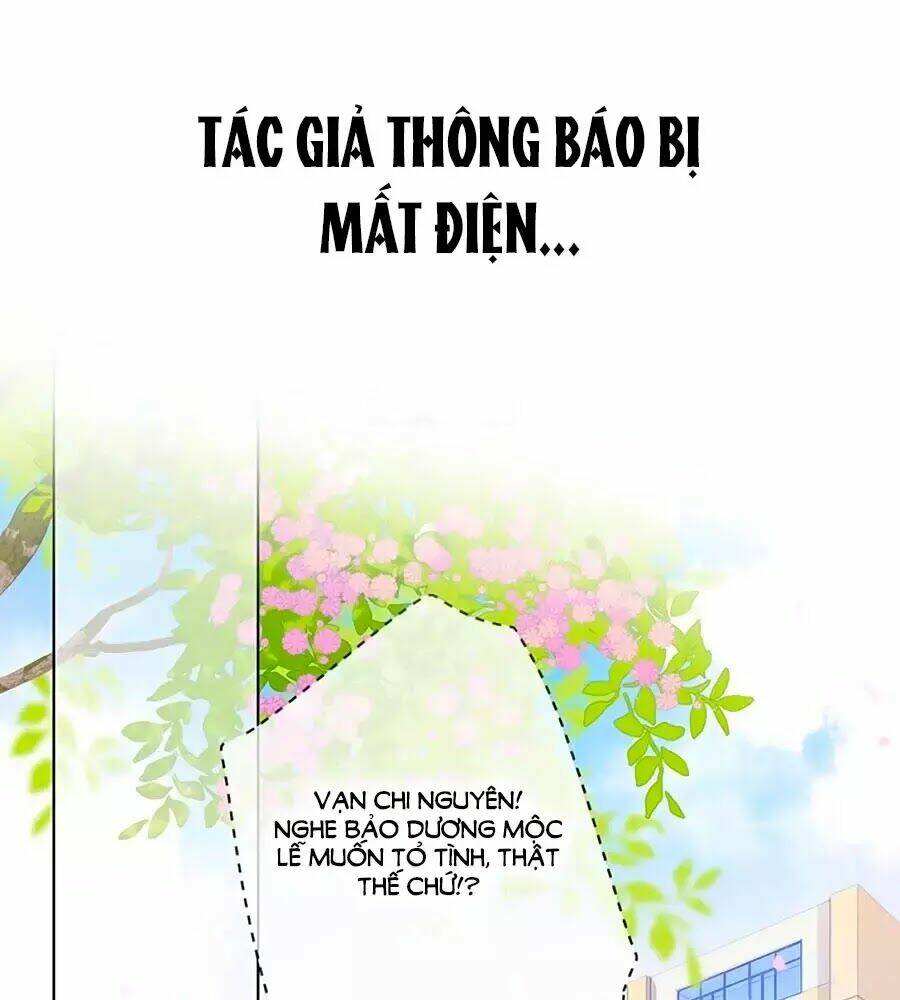 TÁC GIẢ THÔNG BÁO BỊ
MẤT ĐIỆN...
VẠN CHI NGUYÊN!
NGHE BẢO DƯƠNG MỘC
LỄ MUỐN TỎ TÌNH, THẬT
THẾ CHỨ!?